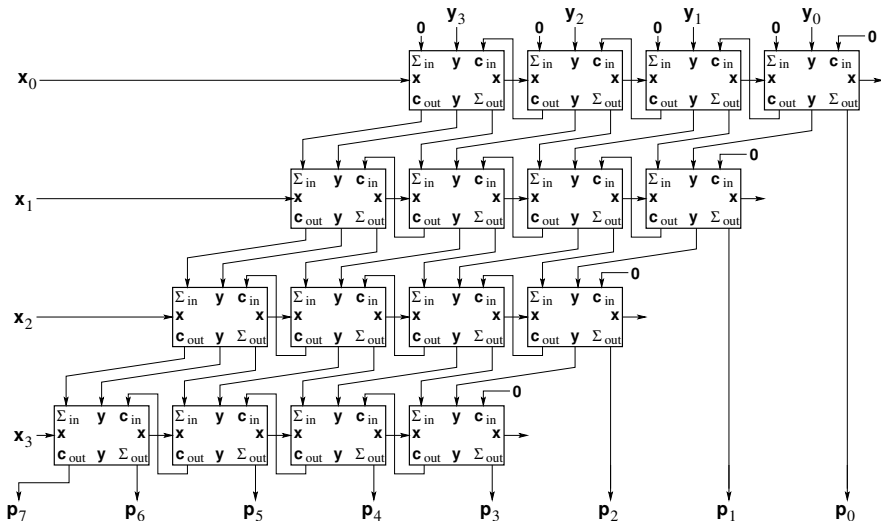 y₃ y₂ y₁ y₀
0 0 0 0 0
Σin y cin Σin y cin Σin y cin Σin y cin
x₀ x x x x x x x x
cout y Σout cout y Σout cout y Σout cout y Σout
0
Σin y cin Σin y cin Σin y cin Σin y cin
x₁ x x x x x x x x
cout y Σout cout y Σout cout y Σout cout y Σout
0
Σin y cin Σin y cin Σin y cin Σin y cin
x₂ x x x x x x x x
cout y Σout cout y Σout cout y Σout cout y Σout
0
Σin y cin Σin y cin Σin y cin Σin y cin
x₃ x x x x x x x x
cout y Σout cout y Σout cout y Σout cout y Σout
p₇ p₆ p₅ p₄ p₃ p₂ p₁ p₀